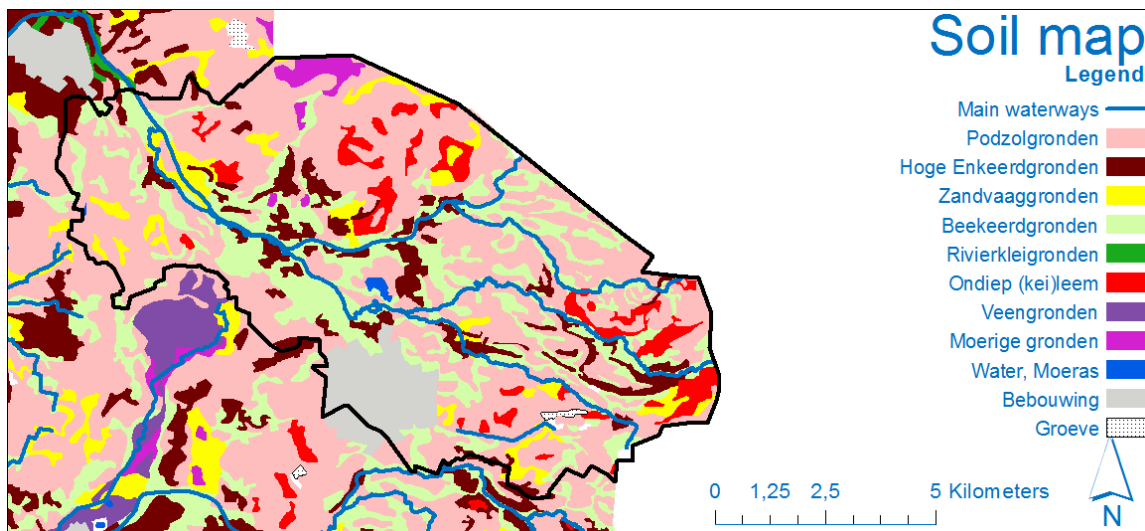 Soil map
Legend
Main waterways
Podzolgronden
Hoge Enkeerdgronden
Zandvaaggronden
Beekeerdgronden
Rivierkleigronden
Ondiep (kei)leem
Veengronden
Moerige gronden
Water, Moeras
Bebouwing
Groeve
0 1,25 2,5 5 Kilometers
N